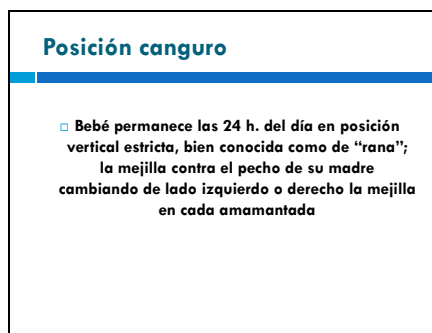 Posición canguro
Bebé permanece las 24 h. del día en posición
vertical estricta, bien conocida como de “rana”;
la mejilla contra el pecho de su madre
cambiando de lado izquierdo o derecho la mejilla
en cada amamantada